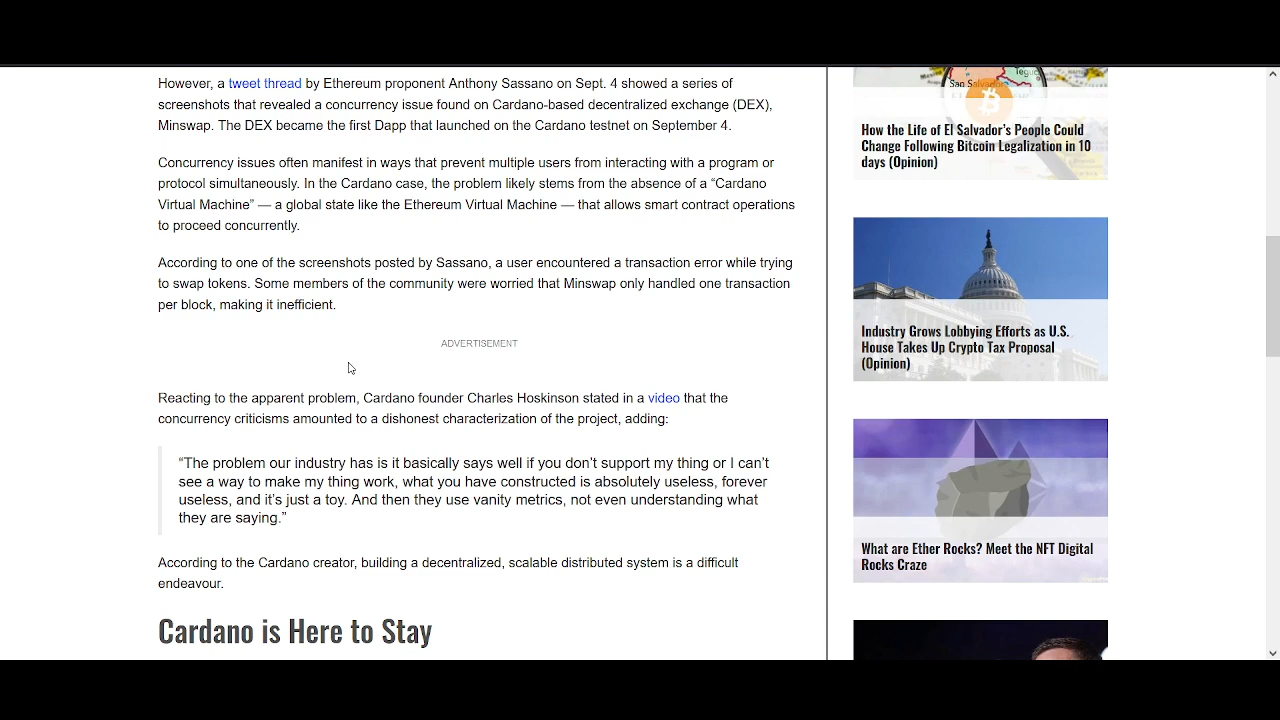 However, a tweet thread by Ethereum proponent Anthony Sassano on Sept. 4 showed a series of
screenshots that revealed a concurrency issue found on Cardano-based decentralized exchange (DEX),
Minswap. The DEX became the first Dapp that launched on the Cardano testnet on September 4.
Concurrency issues often manifest in ways that prevent multiple users from interacting with a program or
protocol simultaneously. In the Cardano case, the problem likely stems from the absence of a “Cardano
Virtual Machine” — a global state like the Ethereum Virtual Machine — that allows smart contract operations
to proceed concurrently.
According to one of the screenshots posted by Sassano, a user encountered a transaction error while trying
to swap tokens. Some members of the community were worried that Minswap only handled one transaction
per block, making it inefficient.
ADVERTISEMENT
Reacting to the apparent problem, Cardano founder Charles Hoskinson stated in a video that the
concurrency criticisms amounted to a dishonest characterization of the project, adding:
“The problem our industry has is it basically says well if you don’t support my thing or I can’t
see a way to make my thing work, what you have constructed is absolutely useless, forever
useless, and it’s just a toy. And then they use vanity metrics, not even understanding what
they are saying.”
According to the Cardano creator, building a decentralized, scalable distributed system is a difficult
endeavour.
Cardano is Here to Stay
How the Life of El Salvador’s People Could
Change Following Bitcoin Legalization in 10
days (Opinion)
Industry Grows Lobbying Efforts as U.S.
House Takes Up Crypto Tax Proposal
(Opinion)
What are Ether Rocks? Meet the NFT Digital
Rocks Craze